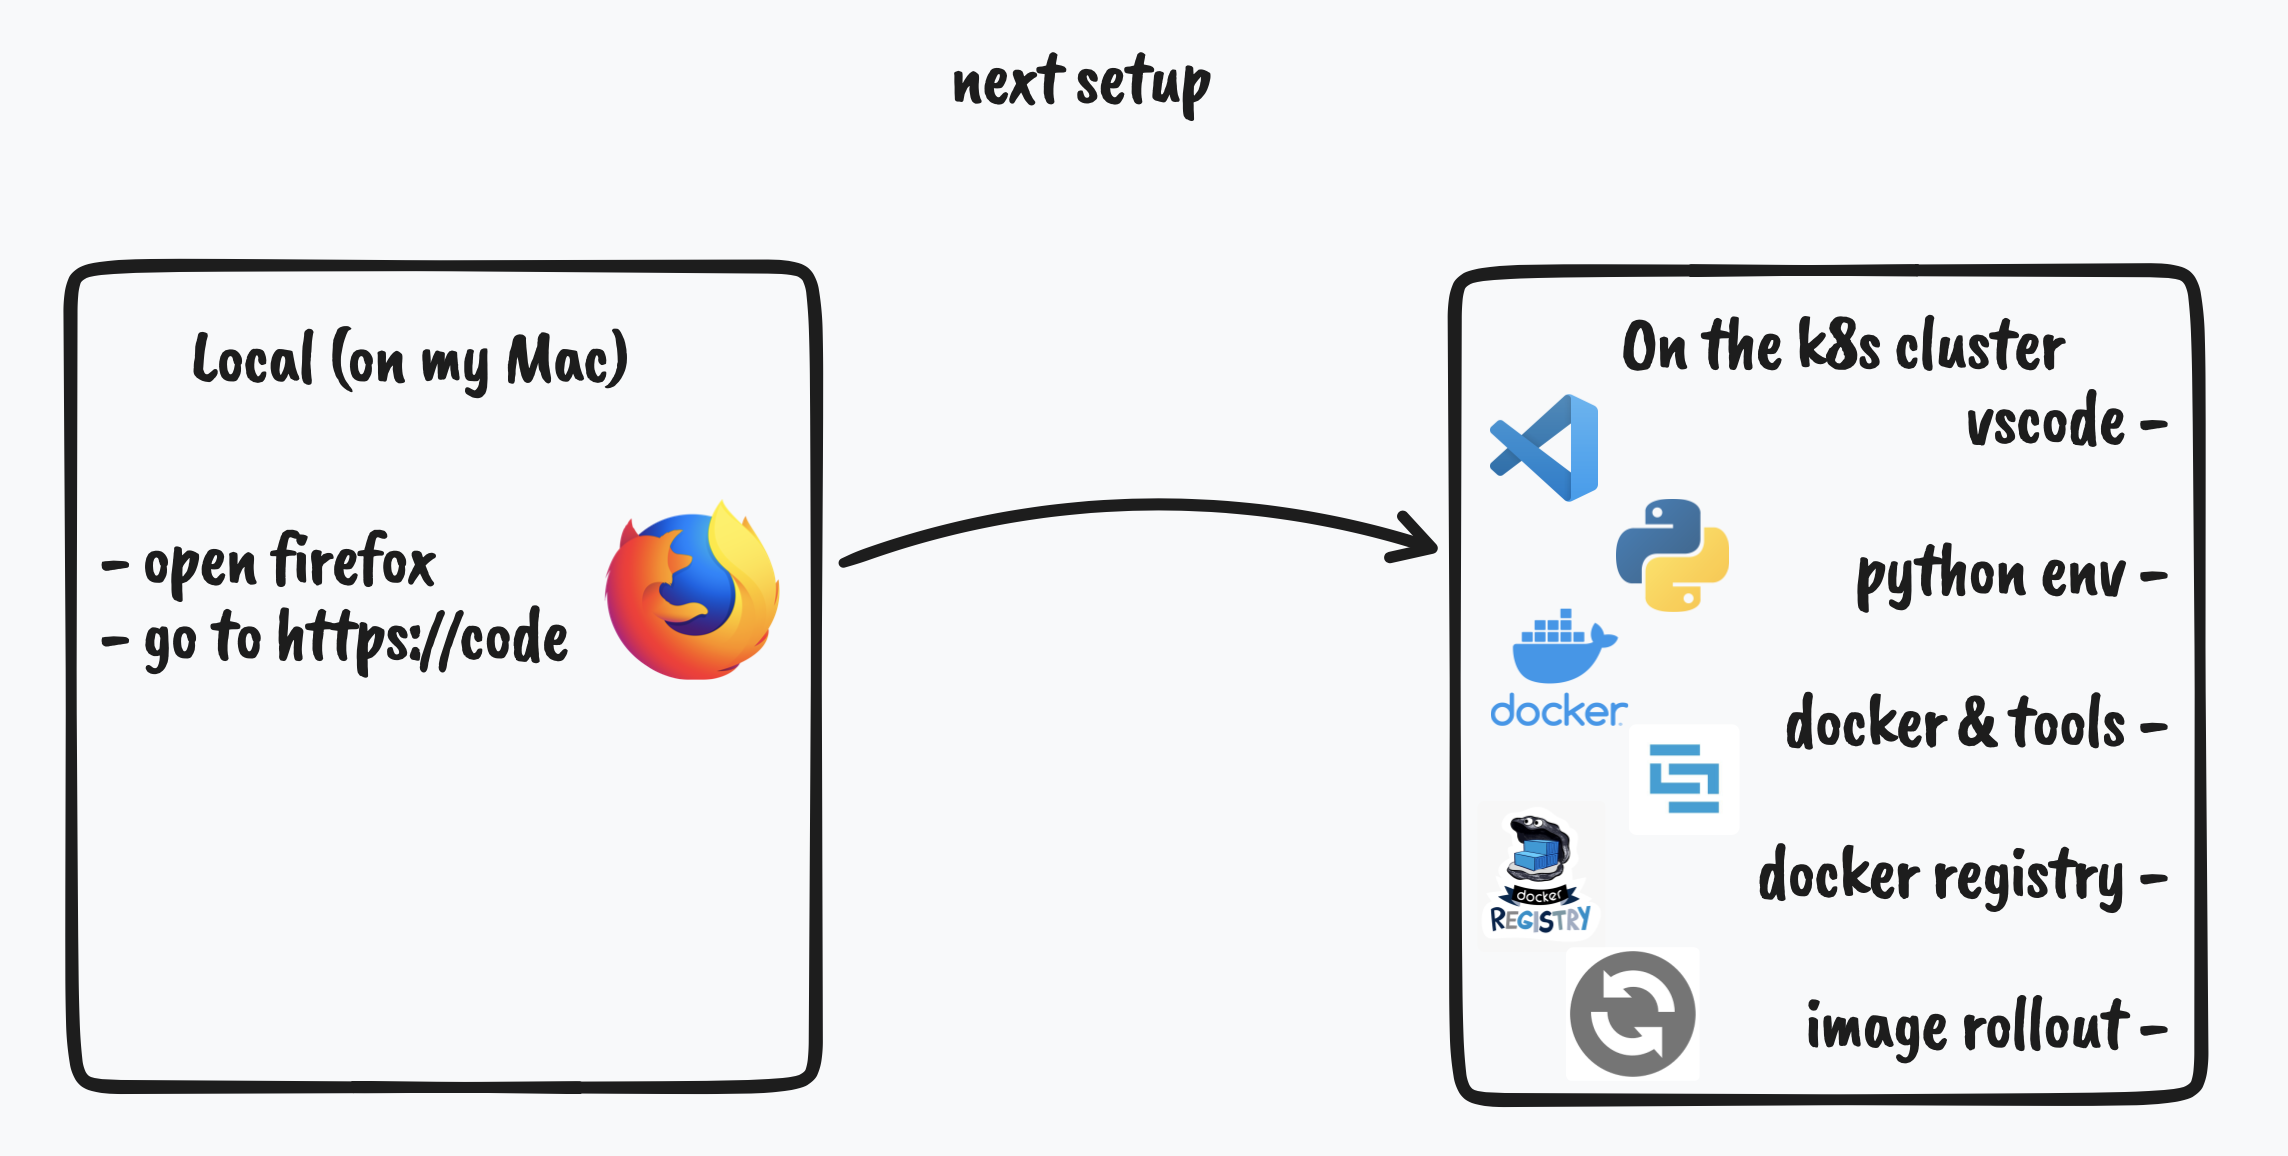 next setup
Local (on my Mac)
- open firefox
- go to https://code
On the k8s cluster
vscode -
python env -
docker
docker & tools -
docker
REGISTRY
docker registry -
image rollout -